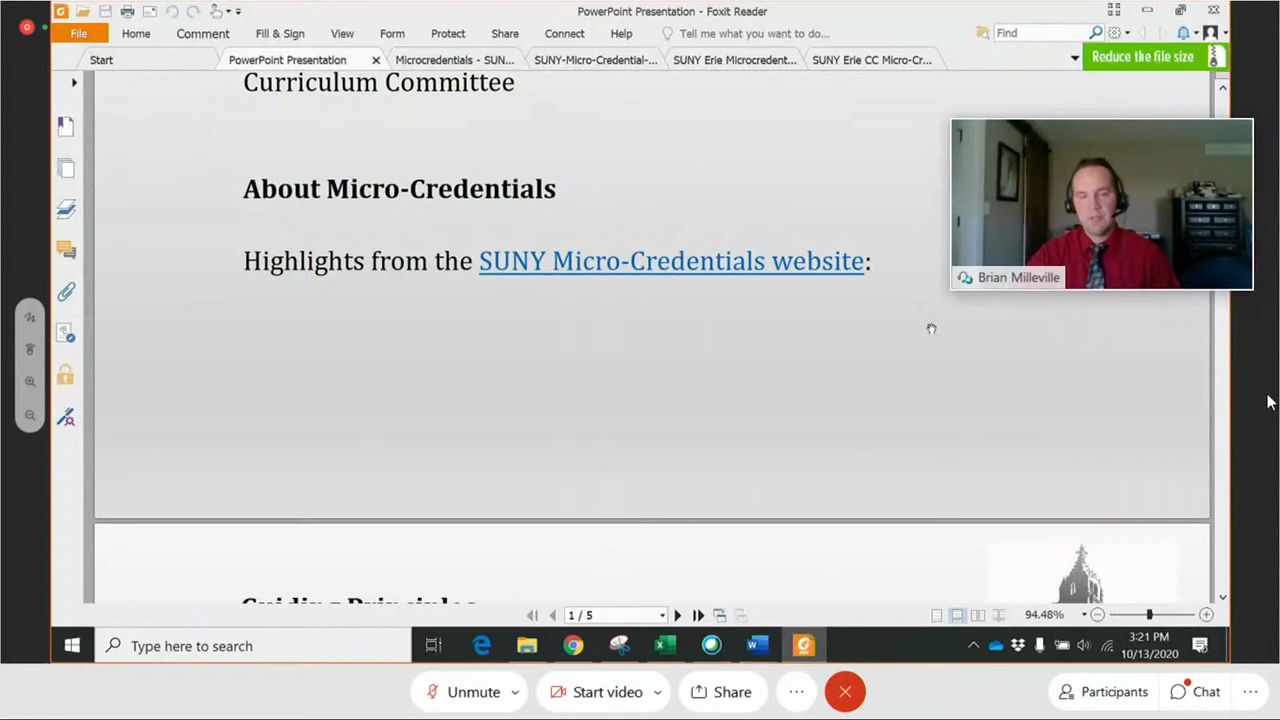 PowerPoint Presentation - Foxit Reader
File Home Comment Fill & Sign View Form Protect Share Connect Help Tell me what you want to do... Find
Start PowerPoint Presentation Microcredentials - SUN... SUNY-Micro-Credential-... SUNY Erie Microcredent... SUNY Erie CC Micro-Cr... Reduce the file size
Curriculum Committee
About Micro-Credentials
Highlights from the SUNY Micro-Credentials website:
Brian Milleville
Guiding Principles
1 / 5 94.48%
Type here to search
3:21 PM
10/13/2020
Unmute Start video Share Participants Chat